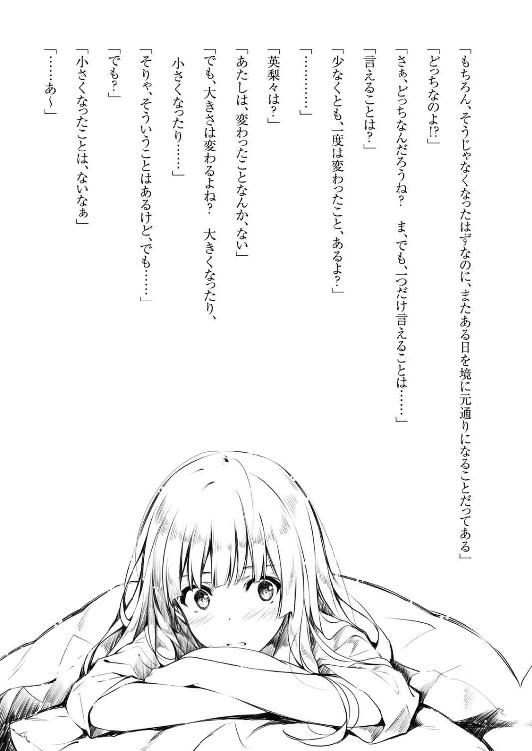 「もちろん、そうじゃなくなったはずなのに、またある日を境に元通りになることだってある」
「どっちなのよ!?」
「さぁ、どっちなんだろうね？　ま、でも、一つだけ言えることは……」
「言えることは？」
「少なくとも、一度は変わったこと、あるよ？」
「…………」
「英梨々は？」
「あたしは、変わったことなんか、ない」
「でも、大きさは変わるよね？　大きくなったり、
小さくなったり……」
「そりゃ、そういうことはあるけど、でも……」
「でも？」
「小さくなったことは、ないなぁ」
「……あ〜」